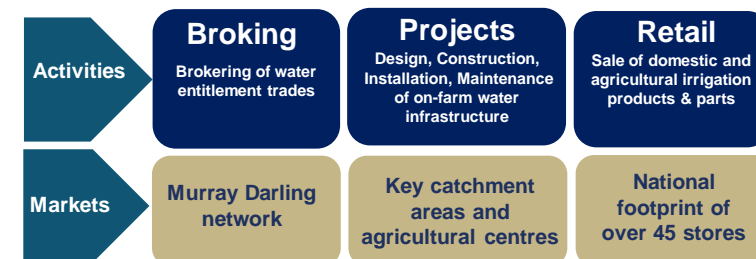 Activities
Broking
Brokering of water
entitlement trades
Projects
Design, Construction,
Installation, Maintenance
of on-farm water
infrastructure
Retail
Sale of domestic and
agricultural irrigation
products & parts
Markets
Murray Darling
network
Key catchment
areas and
agricultural centres
National
footprint of
over 45 stores